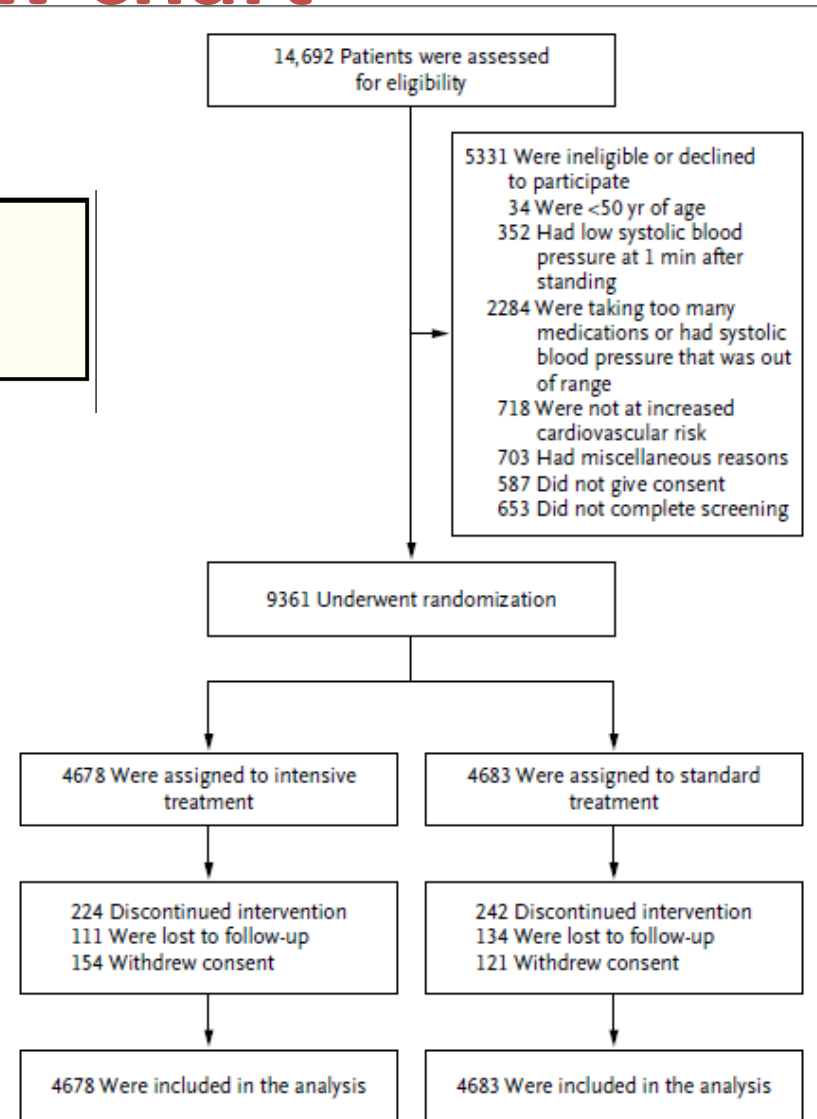 14,692 Patients were assessed
for eligibility
5331 Were ineligible or declined
to participate
34 Were <50 yr of age
352 Had low systolic blood
pressure at 1 min after
standing
2284 Were taking too many
medications or had systolic
blood pressure that was out
of range
718 Were not at increased
cardiovascular risk
703 Had miscellaneous reasons
587 Did not give consent
653 Did not complete screening
9361 Underwent randomization
4678 Were assigned to intensive
treatment
4683 Were assigned to standard
treatment
224 Discontinued intervention
111 Were lost to follow-up
154 Withdrew consent
242 Discontinued intervention
134 Were lost to follow-up
121 Withdrew consent
4678 Were included in the analysis
4683 Were included in the analysis